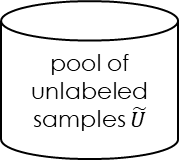 pool of
unlabeled
samples Ũ